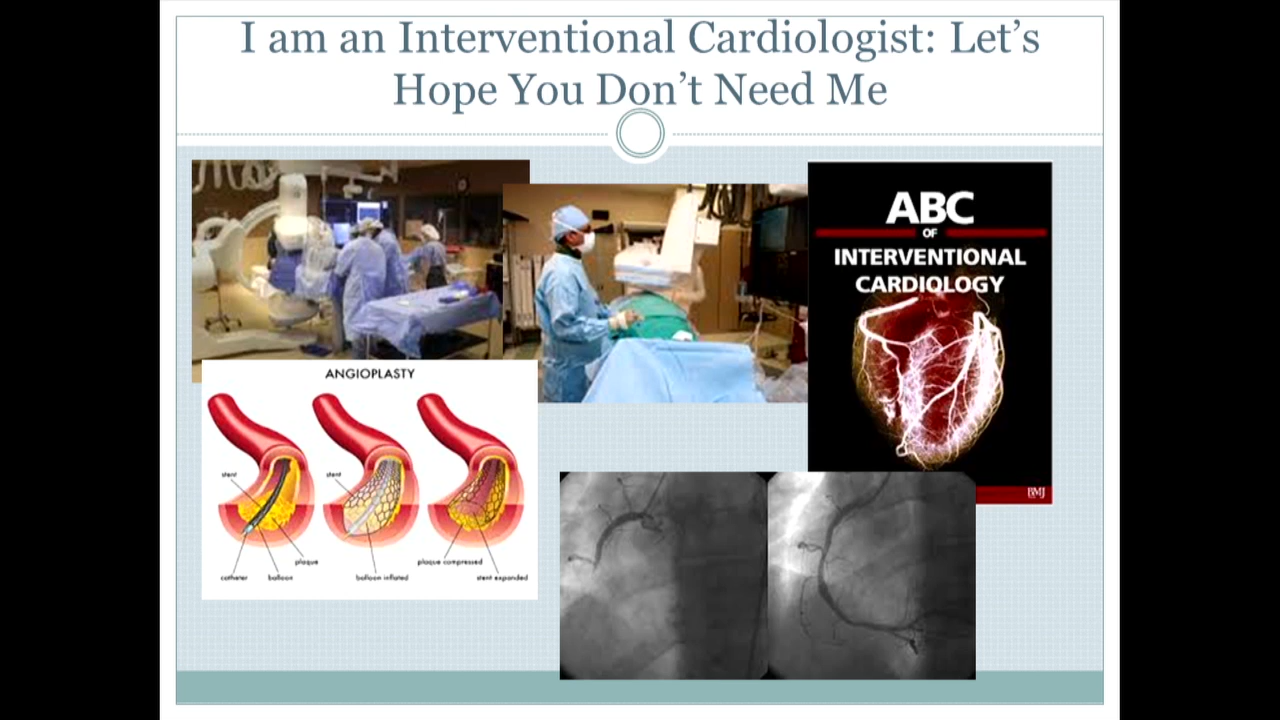 I am an Interventional Cardiologist: Let's
Hope You Don't Need Me
ABC
OF
INTERVENTIONAL
CARDIOLOGY
BMJ
ANGIOPLASTY
stent
stent
plaque
plaque compressed
catheter
balloon
balloon inflated
stent expanded